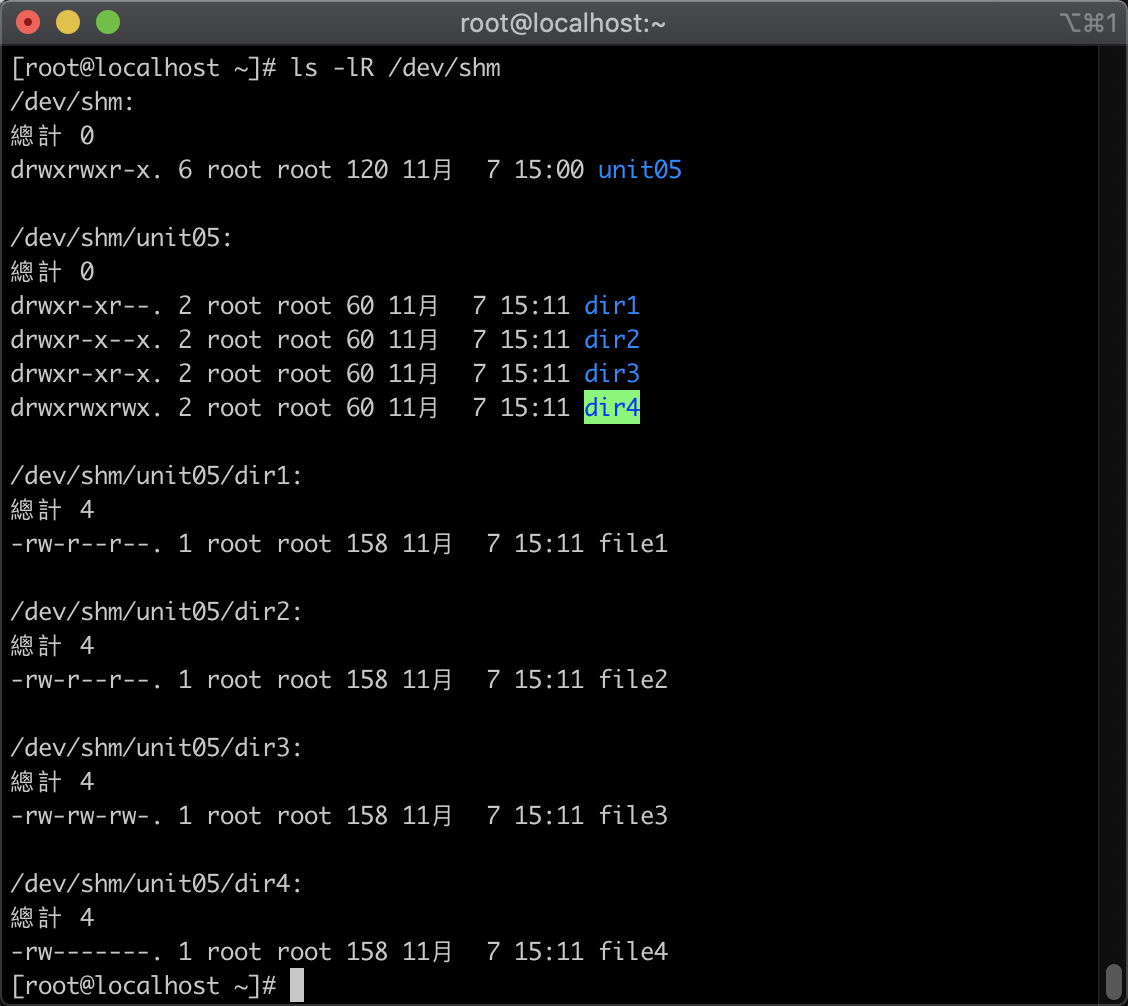 root@localhost:~ ⌥⌘1
[root@localhost ~]# ls -lR /dev/shm
/dev/shm:
總計 0
drwxrwxr-x. 6 root root 120 11月  7 15:00 unit05

/dev/shm/unit05:
總計 0
drwxr-xr--. 2 root root 60 11月  7 15:11 dir1
drwxr-x--x. 2 root root 60 11月  7 15:11 dir2
drwxr-xr-x. 2 root root 60 11月  7 15:11 dir3
drwxrwxrwx. 2 root root 60 11月  7 15:11 dir4

/dev/shm/unit05/dir1:
總計 4
-rw-r--r--. 1 root root 158 11月  7 15:11 file1

/dev/shm/unit05/dir2:
總計 4
-rw-r--r--. 1 root root 158 11月  7 15:11 file2

/dev/shm/unit05/dir3:
總計 4
-rw-rw-rw-. 1 root root 158 11月  7 15:11 file3

/dev/shm/unit05/dir4:
總計 4
-rw-------. 1 root root 158 11月  7 15:11 file4
[root@localhost ~]#